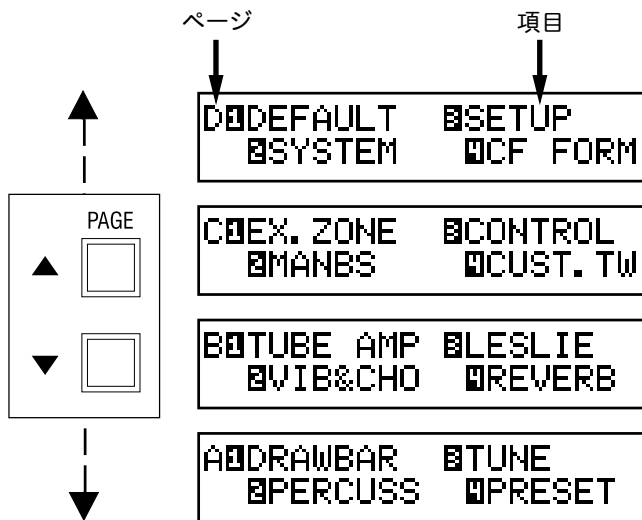 ページ 項目
D1DEFAULT 3SETUP
2SYSTEM 4CF FORM
PAGE
C1EX. ZONE 3CONTROL
2MANBS 4CUST. TW
B1TUBE AMP 3LESLIE
2VIB&CHO 4REVERB
A1DRAWBAR 3TUNE
2PERCUSS 4PRESET